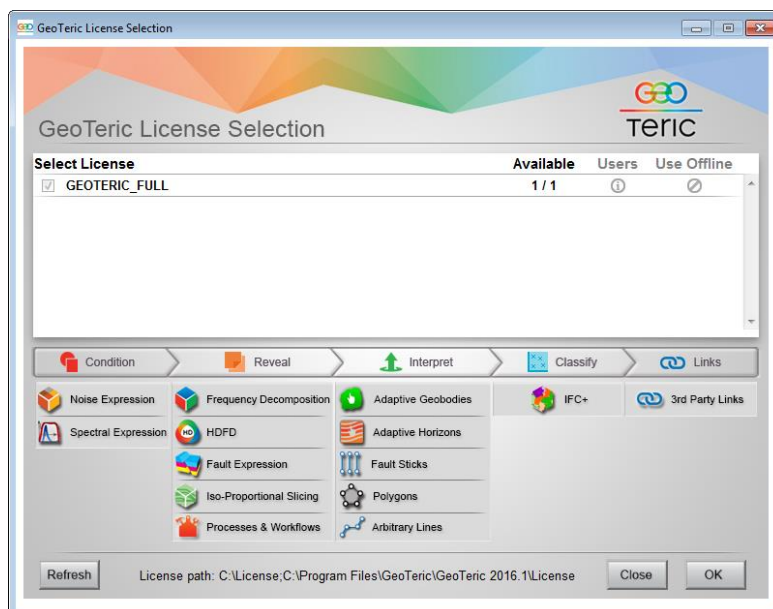 GeoTeric License Selection
GEO
Teric
GeoTeric License Selection
Select License Available Users Use Offline
GEOTERIC_FULL 1 / 1
Condition Reveal Interpret Classify Links
Noise Expression Frequency Decomposition Adaptive Geobodies IFC+ 3rd Party Links
Spectral Expression HD HDFD Adaptive Horizons
Fault Expression Fault Sticks
Iso-Proportional Slicing Polygons
Processes & Workflows Arbitrary Lines
Refresh License path: C:\License;C:\Program Files\GeoTeric\GeoTeric 2016.1\License Close OK